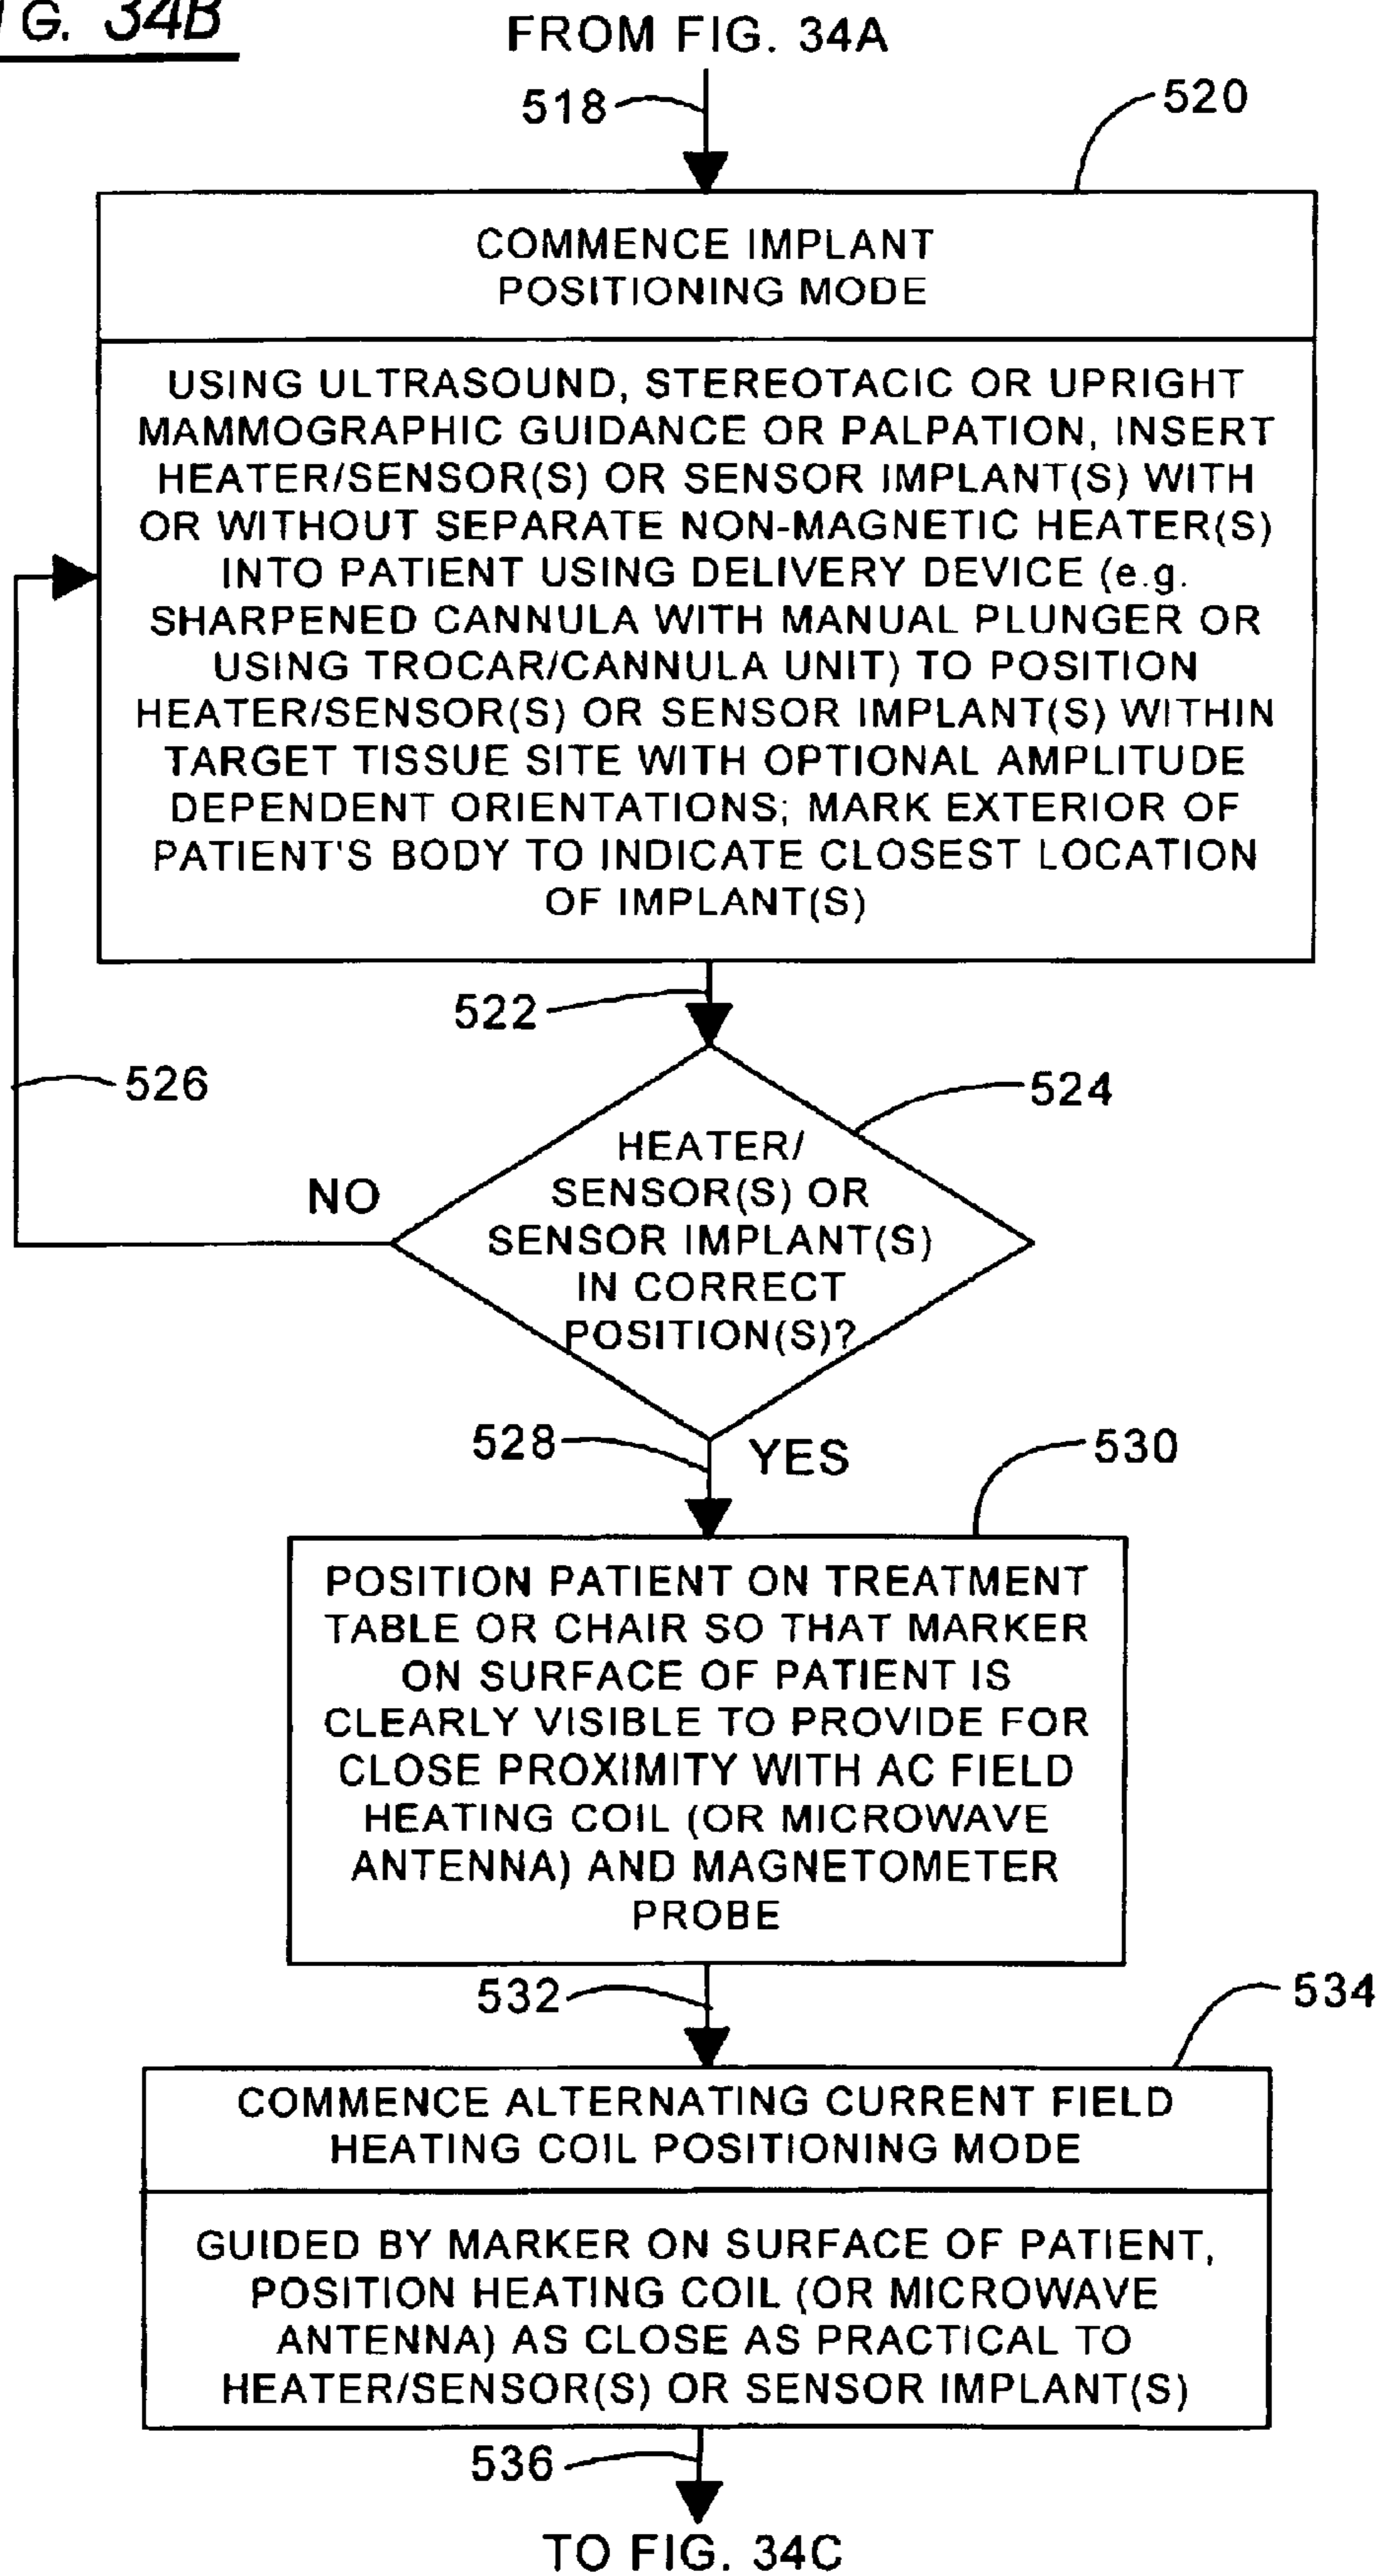 G. 34B
FROM FIG. 34A
518
520
COMMENCE IMPLANT
POSITIONING MODE
USING ULTRASOUND, STEREOTACIC OR UPRIGHT
MAMMOGRAPHIC GUIDANCE OR PALPATION, INSERT
HEATER/SENSOR(S) OR SENSOR IMPLANT(S) WITH
OR WITHOUT SEPARATE NON-MAGNETIC HEATER(S)
INTO PATIENT USING DELIVERY DEVICE (e.g.
SHARPENED CANNULA WITH MANUAL PLUNGER OR
USING TROCAR/CANNULA UNIT) TO POSITION
HEATER/SENSOR(S) OR SENSOR IMPLANT(S) WITHIN
TARGET TISSUE SITE WITH OPTIONAL AMPLITUDE
DEPENDENT ORIENTATIONS; MARK EXTERIOR OF
PATIENT'S BODY TO INDICATE CLOSEST LOCATION
OF IMPLANT(S)
522
526
524
NO
HEATER/
SENSOR(S) OR
SENSOR IMPLANT(S)
IN CORRECT
POSITION(S)?
528
YES
530
POSITION PATIENT ON TREATMENT
TABLE OR CHAIR SO THAT MARKER
ON SURFACE OF PATIENT IS
CLEARLY VISIBLE TO PROVIDE FOR
CLOSE PROXIMITY WITH AC FIELD
HEATING COIL (OR MICROWAVE
ANTENNA) AND MAGNETOMETER
PROBE
532
534
COMMENCE ALTERNATING CURRENT FIELD
HEATING COIL POSITIONING MODE
GUIDED BY MARKER ON SURFACE OF PATIENT,
POSITION HEATING COIL (OR MICROWAVE
ANTENNA) AS CLOSE AS PRACTICAL TO
HEATER/SENSOR(S) OR SENSOR IMPLANT(S)
536
TO FIG. 34C